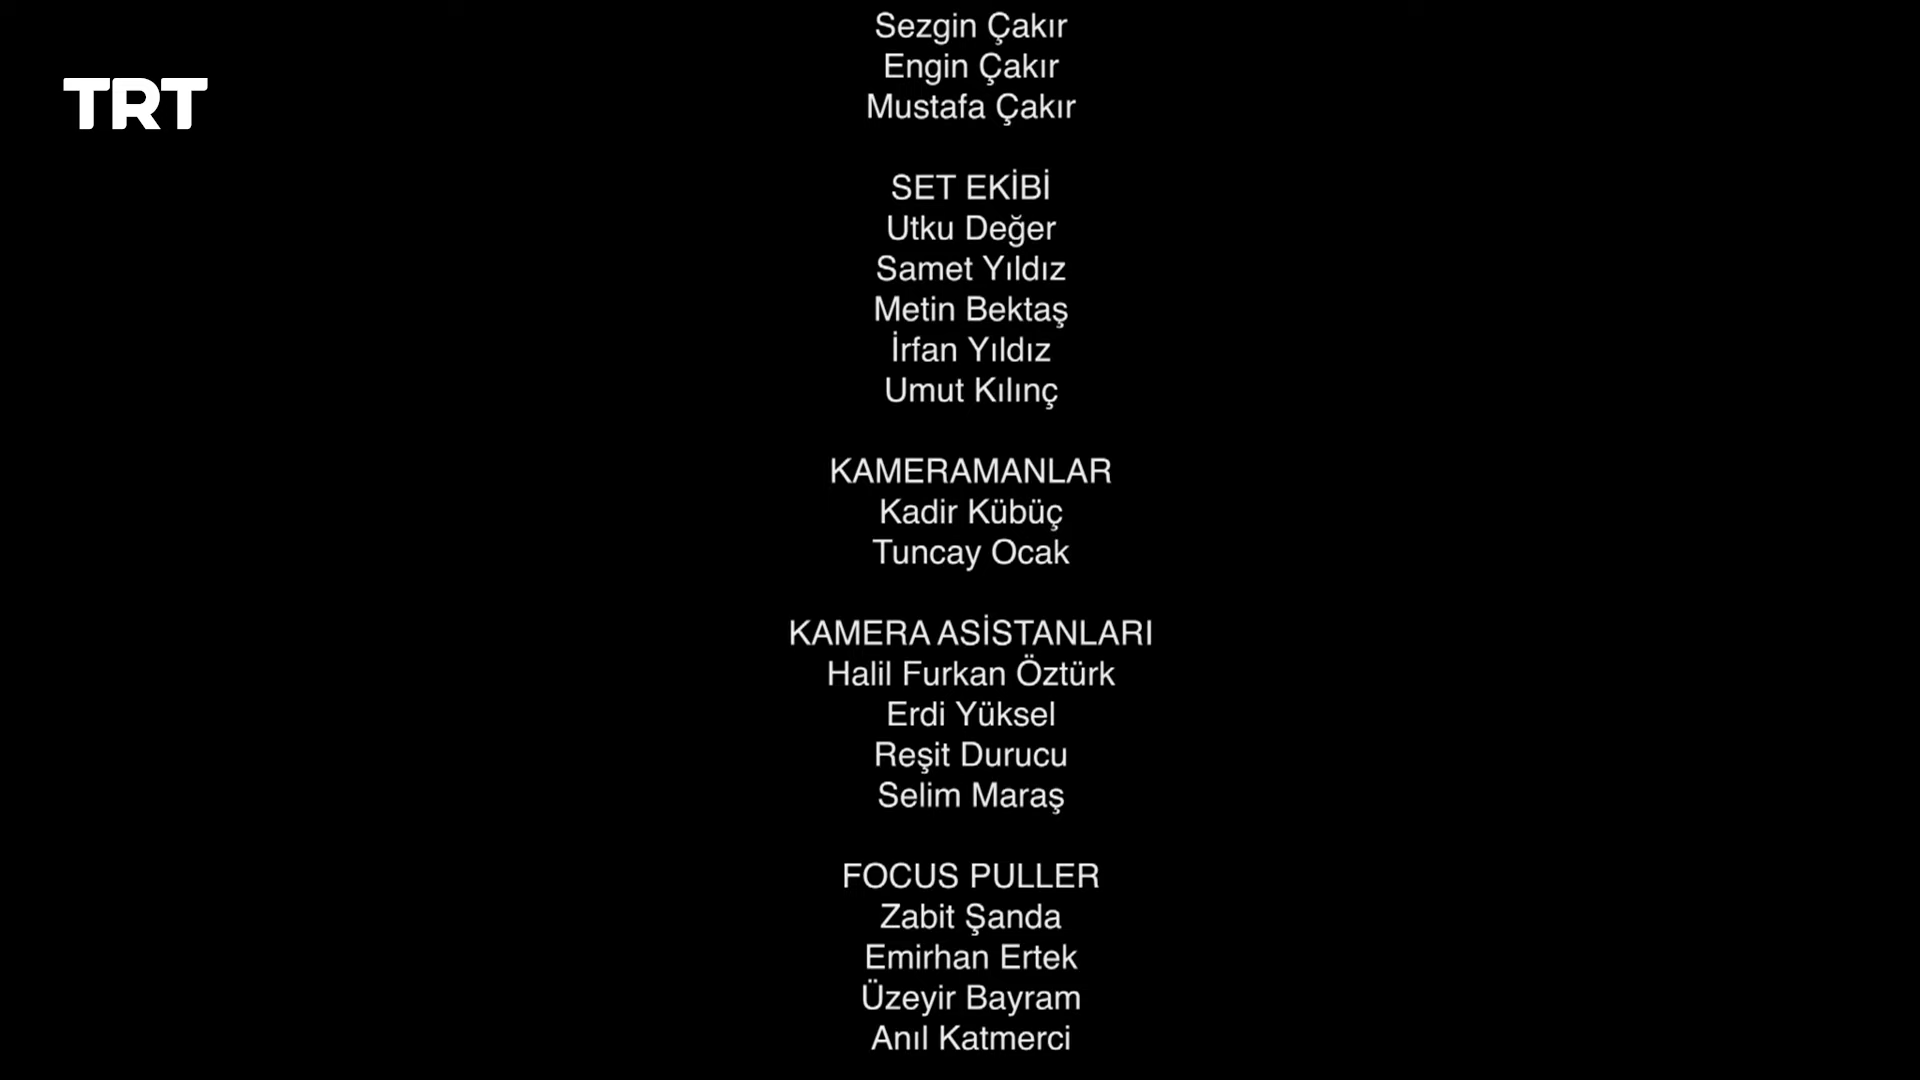 TRT
Sezgin Çakır
Engin Çakır
Mustafa Çakır
SET EKİBİ
Utku Değer
Samet Yıldız
Metin Bektaş
İrfan Yıldız
Umut Kılınç
KAMERAMANLAR
Kadir Kübüç
Tuncay Ocak
KAMERA ASİSTANLARI
Halil Furkan Öztürk
Erdi Yüksel
Reşit Durucu
Selim Maraş
FOCUS PULLER
Zabit Şanda
Emirhan Ertek
Üzeyir Bayram
Anıl Katmerci